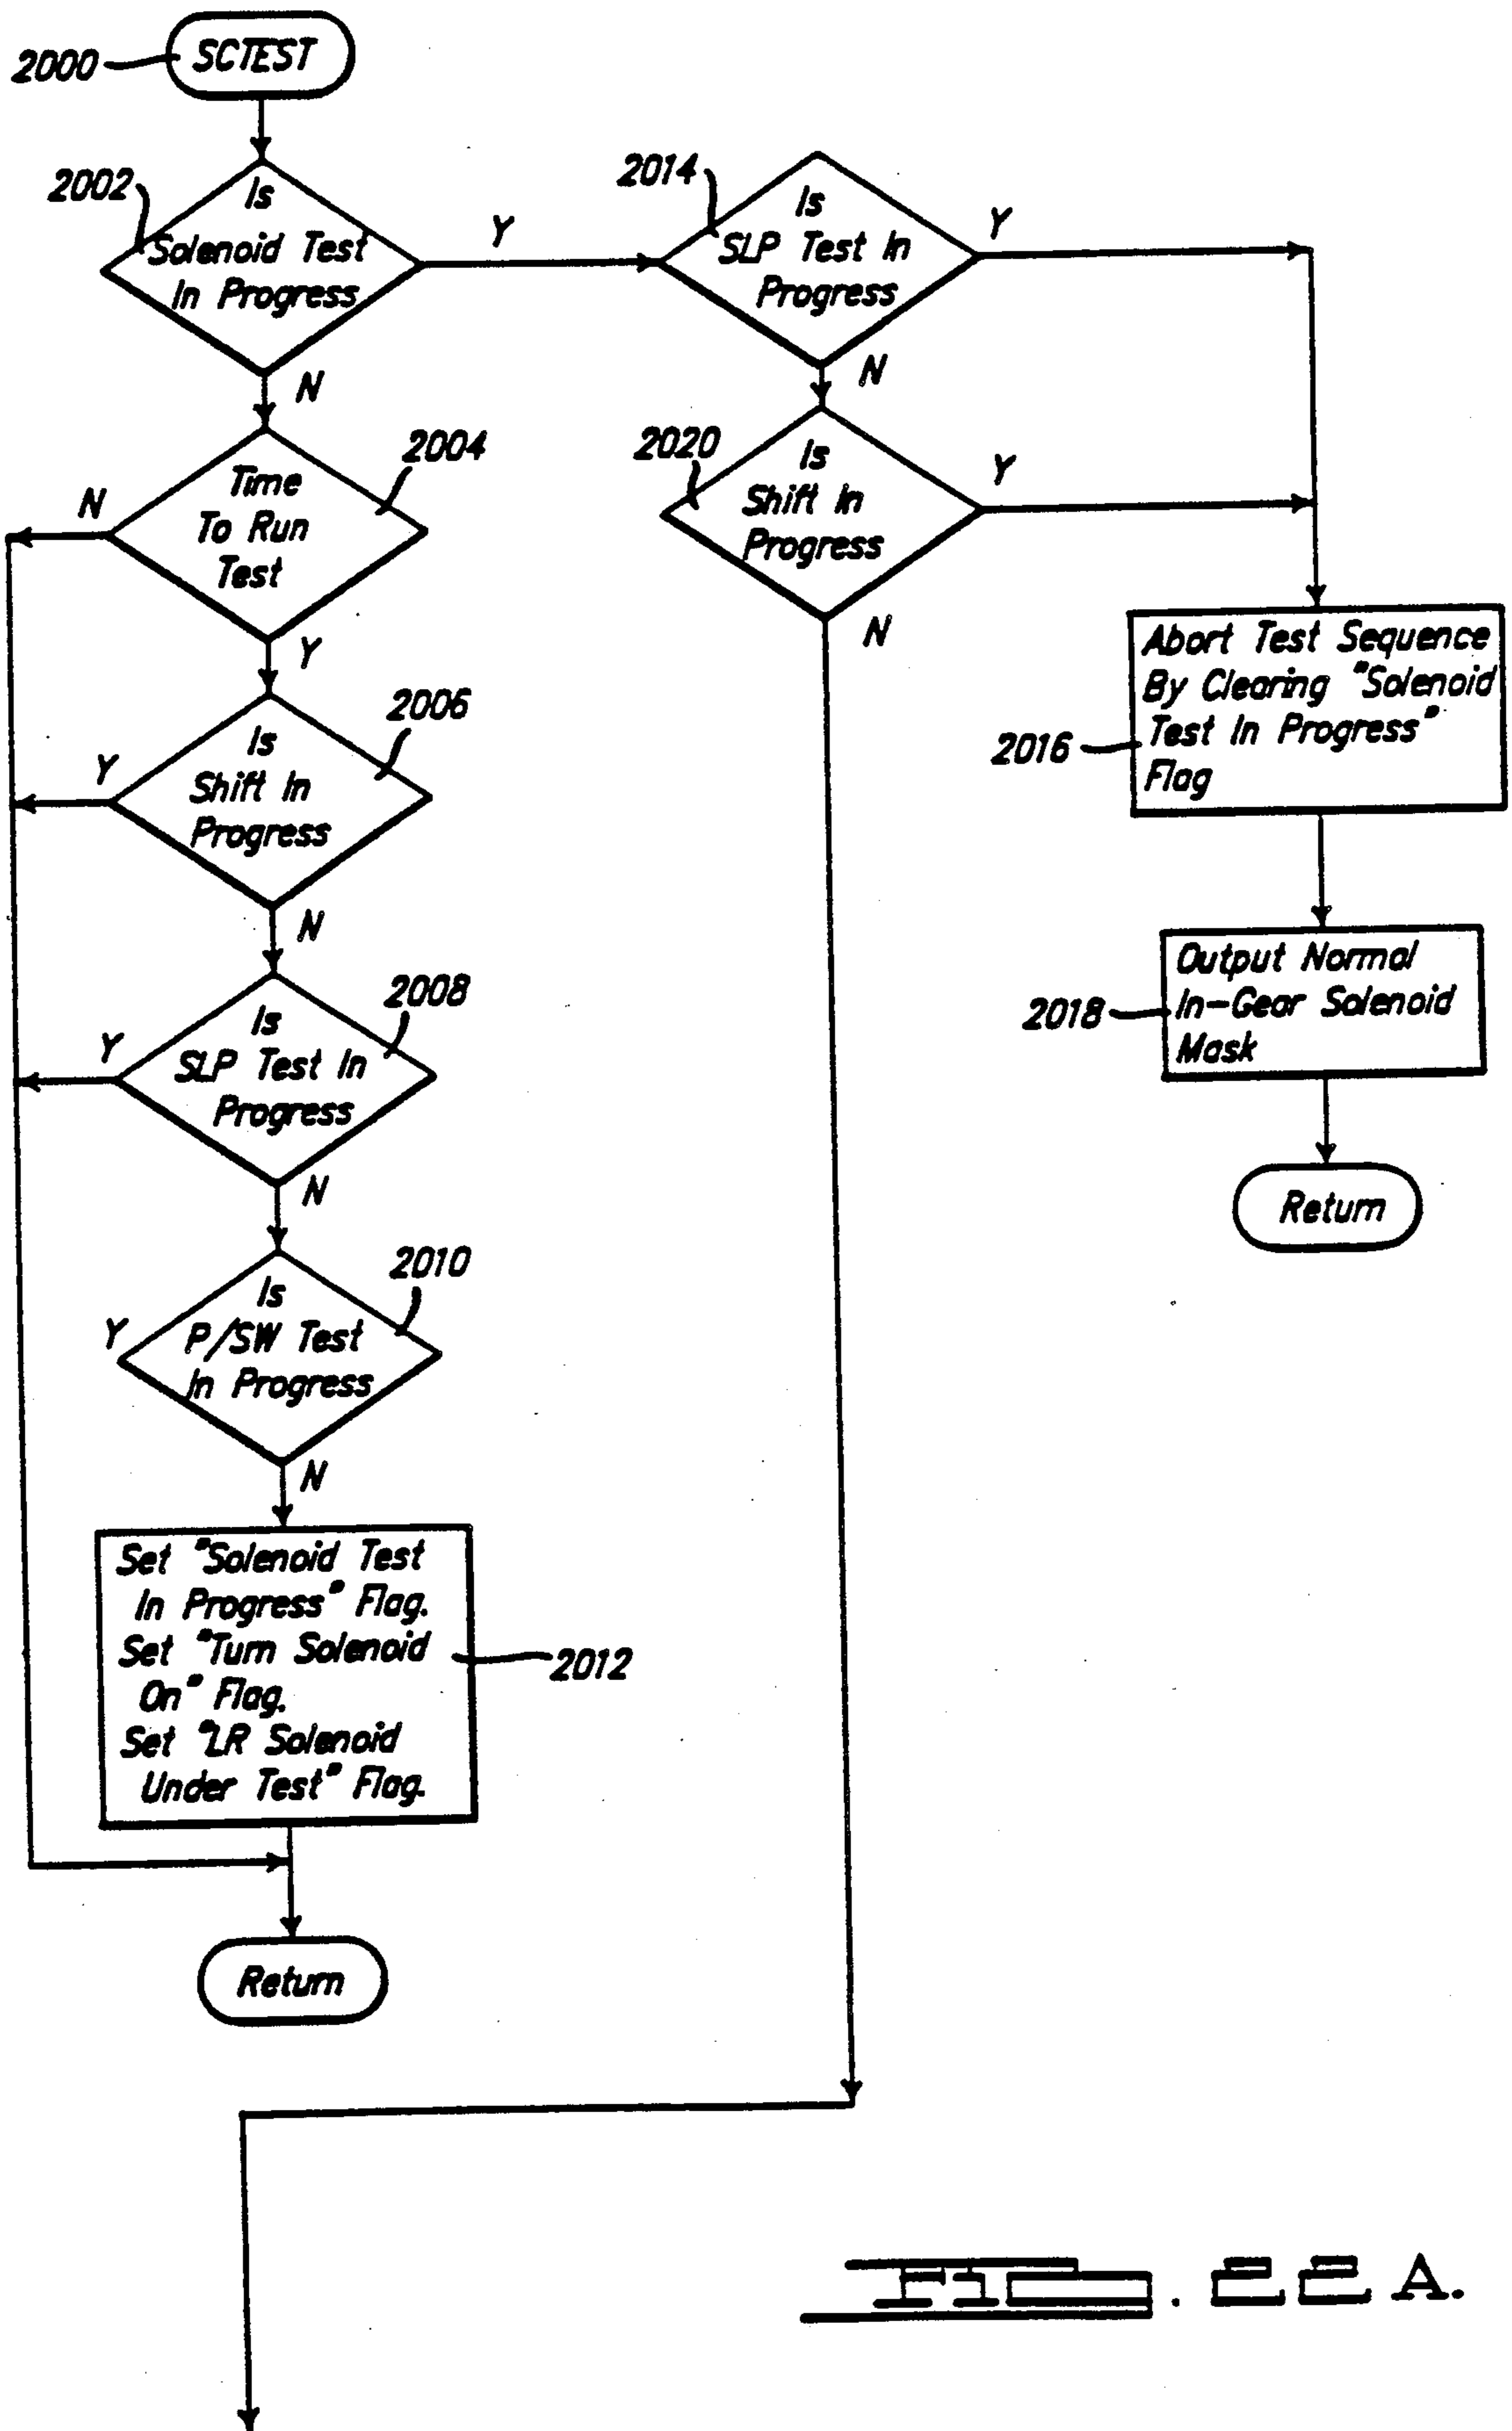 2000
SCTEST
2002
Is
Solenoid Test
In Progress
Y
N
2004
Time
To Run
Test
N
Y
2006
Is
Shift In
Progress
Y
N
2008
Is
SLP Test In
Progress
Y
N
2010
Is
P/SW Test
In Progress
Y
N
Set "Solenoid Test
In Progress" Flag.
Set "Turn Solenoid
On" Flag.
Set "LR Solenoid
Under Test" Flag.
2012
Return
2014
Is
SLP Test In
Progress
Y
N
2020
Is
Shift In
Progress
Y
N
Abort Test Sequence
By Clearing "Solenoid
Test In Progress"
Flag
2016
Output Normal
In-Gear Solenoid
Mask
2018
Return
FIG. 22 A.